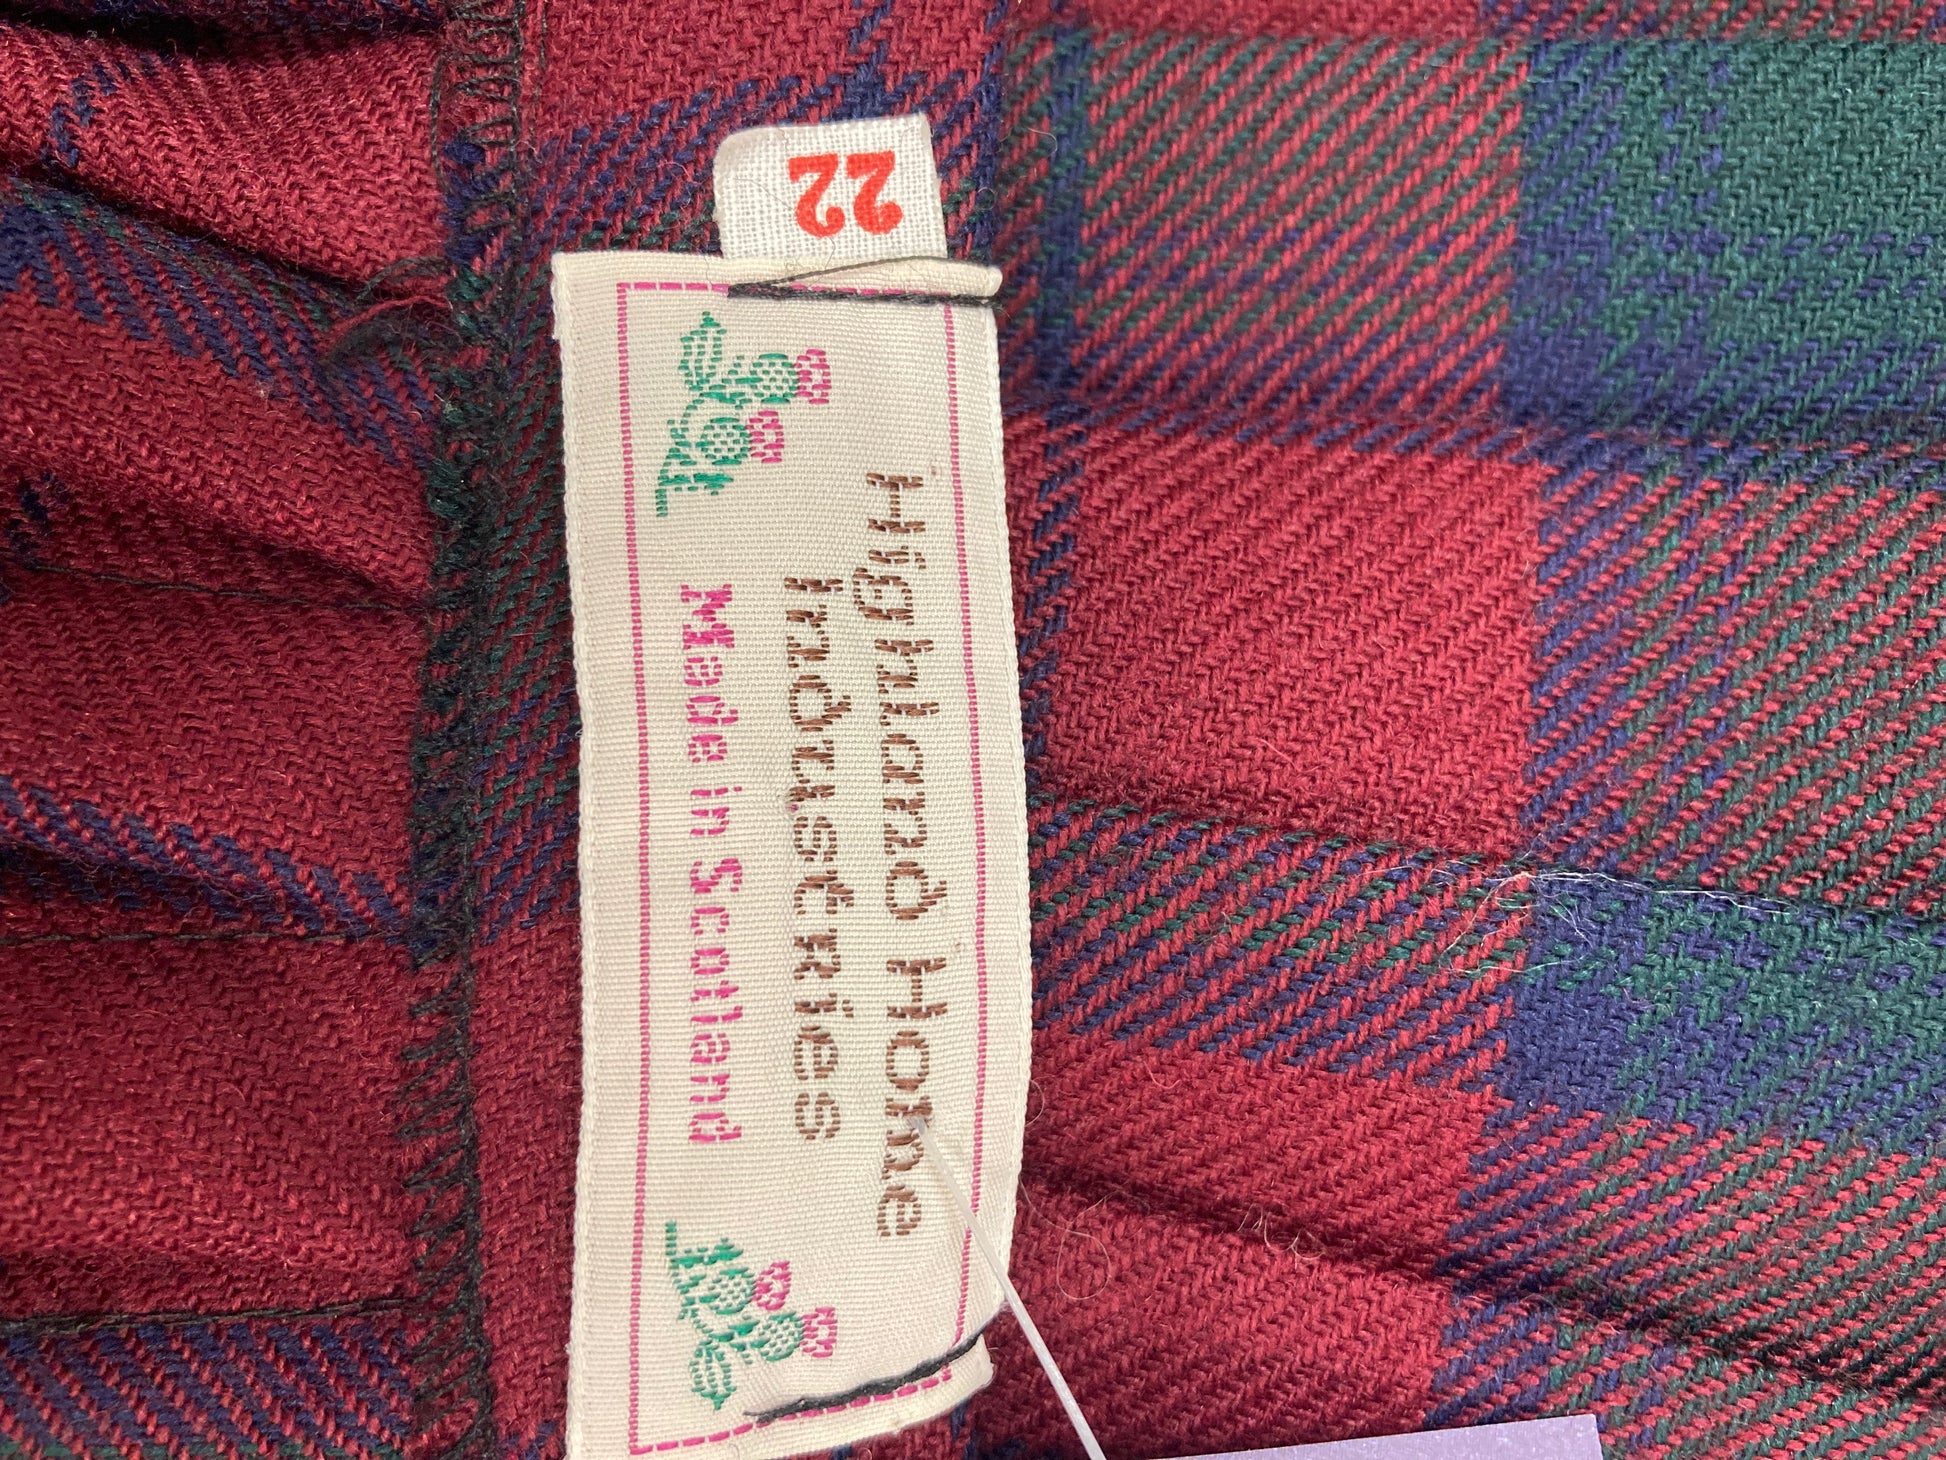 22
Highland Home
Industries
Made in Scotland